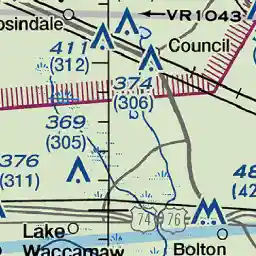 osindale
VR1043
Council
411
(312)
374
(306)
369
(305)
376
(311)
48
(42
74 76
Lake
Waccamaw
Bolton